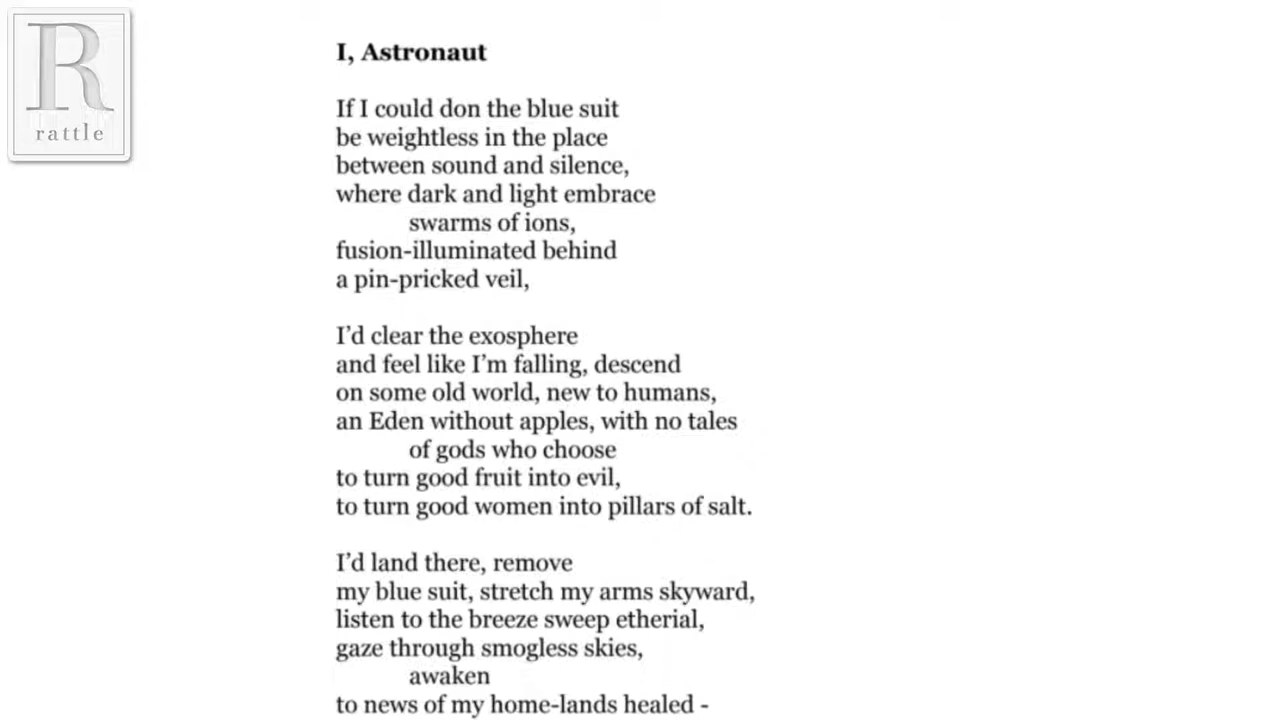 R
rattle
I, Astronaut
If I could don the blue suit
be weightless in the place
between sound and silence,
where dark and light embrace
swarms of ions,
fusion-illuminated behind
a pin-pricked veil,
I'd clear the exosphere
and feel like I'm falling, descend
on some old world, new to humans,
an Eden without apples, with no tales
of gods who choose
to turn good fruit into evil,
to turn good women into pillars of salt.
I'd land there, remove
my blue suit, stretch my arms skyward,
listen to the breeze sweep etherial,
gaze through smogless skies,
awaken
to news of my home-lands healed -